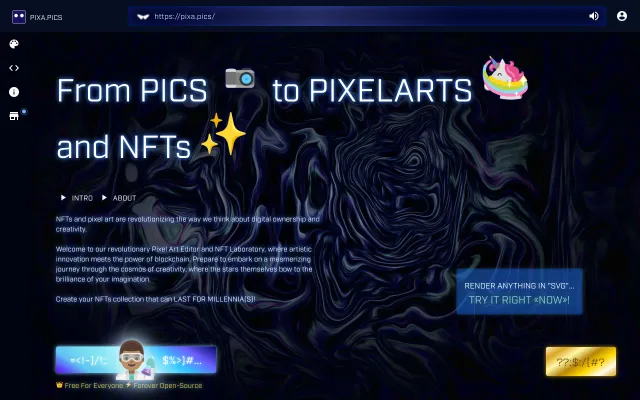 PIXA.PICS
https://pixa.pics/
From PICS to PIXELARTS
and NFTs
INTRO ABOUT
NFTs and pixel art are revolutionizing the way we think about digital ownership and
creativity.
Welcome to our revolutionary Pixel Art Editor and NFT Laboratory, where artistic
innovation meets the power of blockchain. Prepare to embark on a mesmerizing
journey through the cosmos of creativity, where the stars themselves bow to the
brilliance of your imagination.
Create your NFTs collection that can LAST FOR MILLENNIA(S)!
RENDER ANYTHING IN "SVG"...
TRY IT RIGHT «NOW»!
=<!-]/!: $%>]#...
??:$:/[#?
Free For Everyone Forever Open-Source